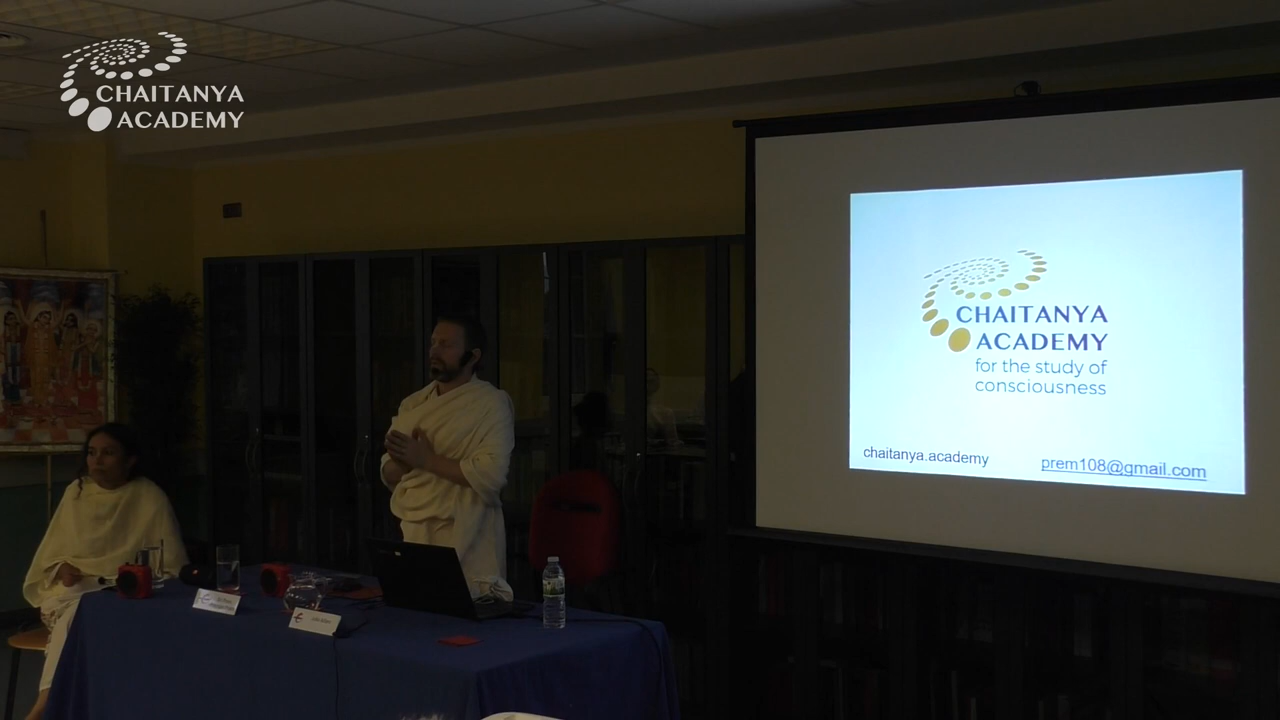 CHAITANYA
ACADEMY
CHAITANYA
ACADEMY
for the study of
consciousness
chaitanya.academy
prem108@gmail.com